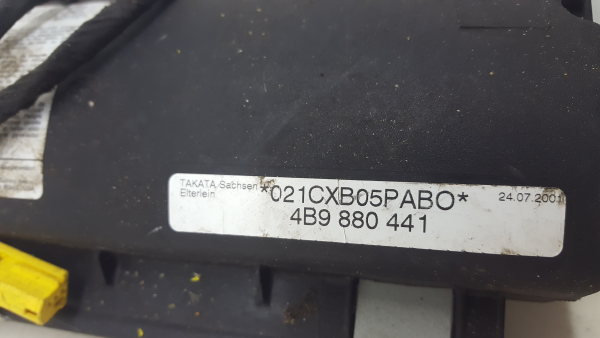 TAKATA Sachsen
Elterlein
*021CXB05PABO*
24.07.2001
4B9 880 441